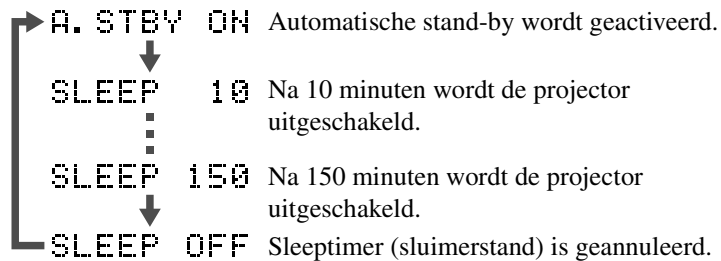 A. STBY ON Automatische stand-by wordt geactiveerd.
SLEEP 10 Na 10 minuten wordt de projector
uitgeschakeld.
SLEEP 150 Na 150 minuten wordt de projector
uitgeschakeld.
SLEEP OFF Sleeptimer (sluimerstand) is geannuleerd.